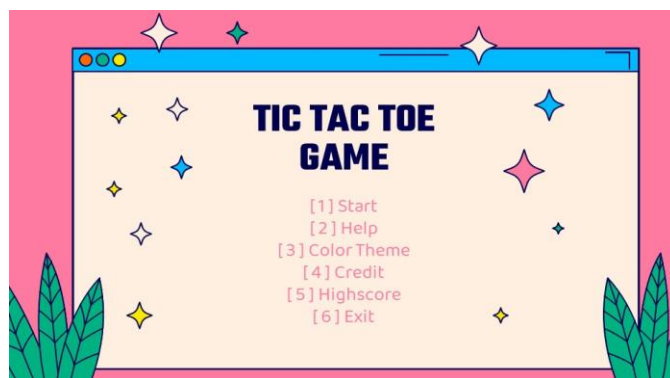 TIC TAC TOE
GAME
[1] Start
[2] Help
[3] Color Theme
[4] Credit
[5] Highscore
[6] Exit